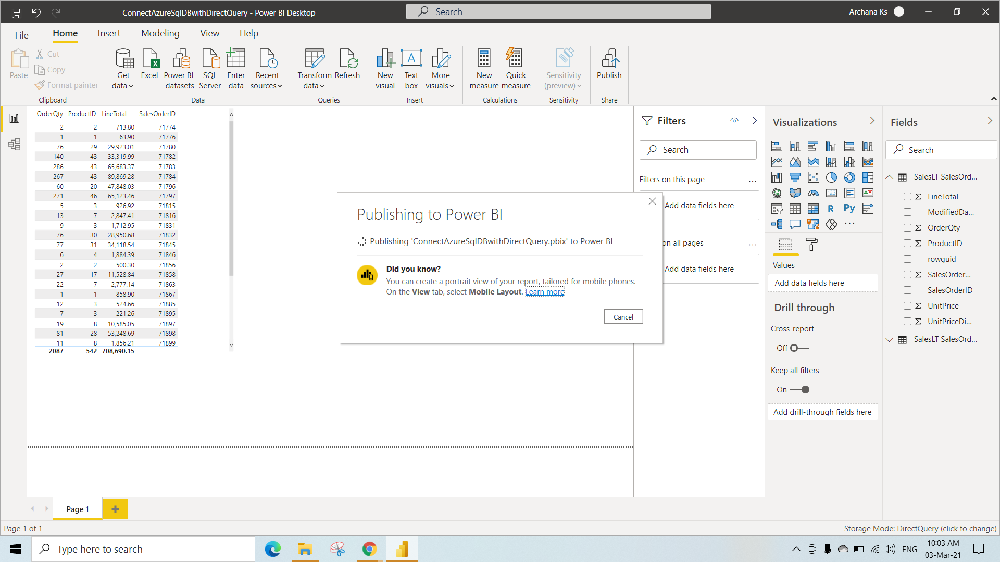 ConnectAzureSqlDBwithDirectQuery - Power BI Desktop
Search
Archana Ks
File
Home
Insert
Modeling
View
Help
Paste
Cut
Copy
Format painter
Clipboard
Get data
Excel
Power BI datasets
SQL Server
Enter data
Recent sources
Data
Transform data
Refresh
Queries
New visual
Text box
More visuals
Insert
New measure
Quick measure
Calculations
Sensitivity (preview)
Sensitivity
Publish
Share
OrderQty ProductID LineTotal SalesOrderID
2 2 713.80 71774
1 1 63.90 71776
76 29 29,923.01 71780
140 43 33,319.99 71782
286 43 65,683.37 71783
267 43 89,869.28 71784
60 20 47,848.03 71796
271 46 65,123.46 71797
5 3 926.92 71815
13 7 2,847.41 71816
9 3 1,712.95 71831
76 30 28,950.68 71832
77 31 34,118.54 71845
6 4 1,884.39 71846
2 2 500.30 71856
27 17 11,528.84 71858
22 7 2,777.14 71863
1 1 858.90 71867
12 3 524.66 71885
7 3 221.26 71895
19 8 10,585.05 71897
81 28 53,248.69 71898
11 8 1,856.21 71899
2087 542 708,690.15
Publishing to Power BI
Publishing 'ConnectAzureSqlDBwithDirectQuery.pbix' to Power BI
Did you know?
You can create a portrait view of your report, tailored for mobile phones.
On the View tab, select Mobile Layout. Learn more
Cancel
Filters
Search
Filters on this page ...
Add data fields here
on all pages ...
Add data fields here
Visualizations
123
R
Py
...
Values
Add data fields here
Drill through
Cross-report
Off
Keep all filters
On
Add drill-through fields here
Fields
Search
SalesLT SalesOrd...
Σ LineTotal
ModifiedDa...
Σ OrderQty
Σ ProductID
rowguid
Σ SalesOrder...
SalesOrderID
Σ UnitPrice
Σ UnitPriceDi...
SalesLT SalesOrd...
Page 1
Page 1 of 1
Storage Mode: DirectQuery (click to change)
Type here to search
ENG
10:03 AM
03-Mar-21